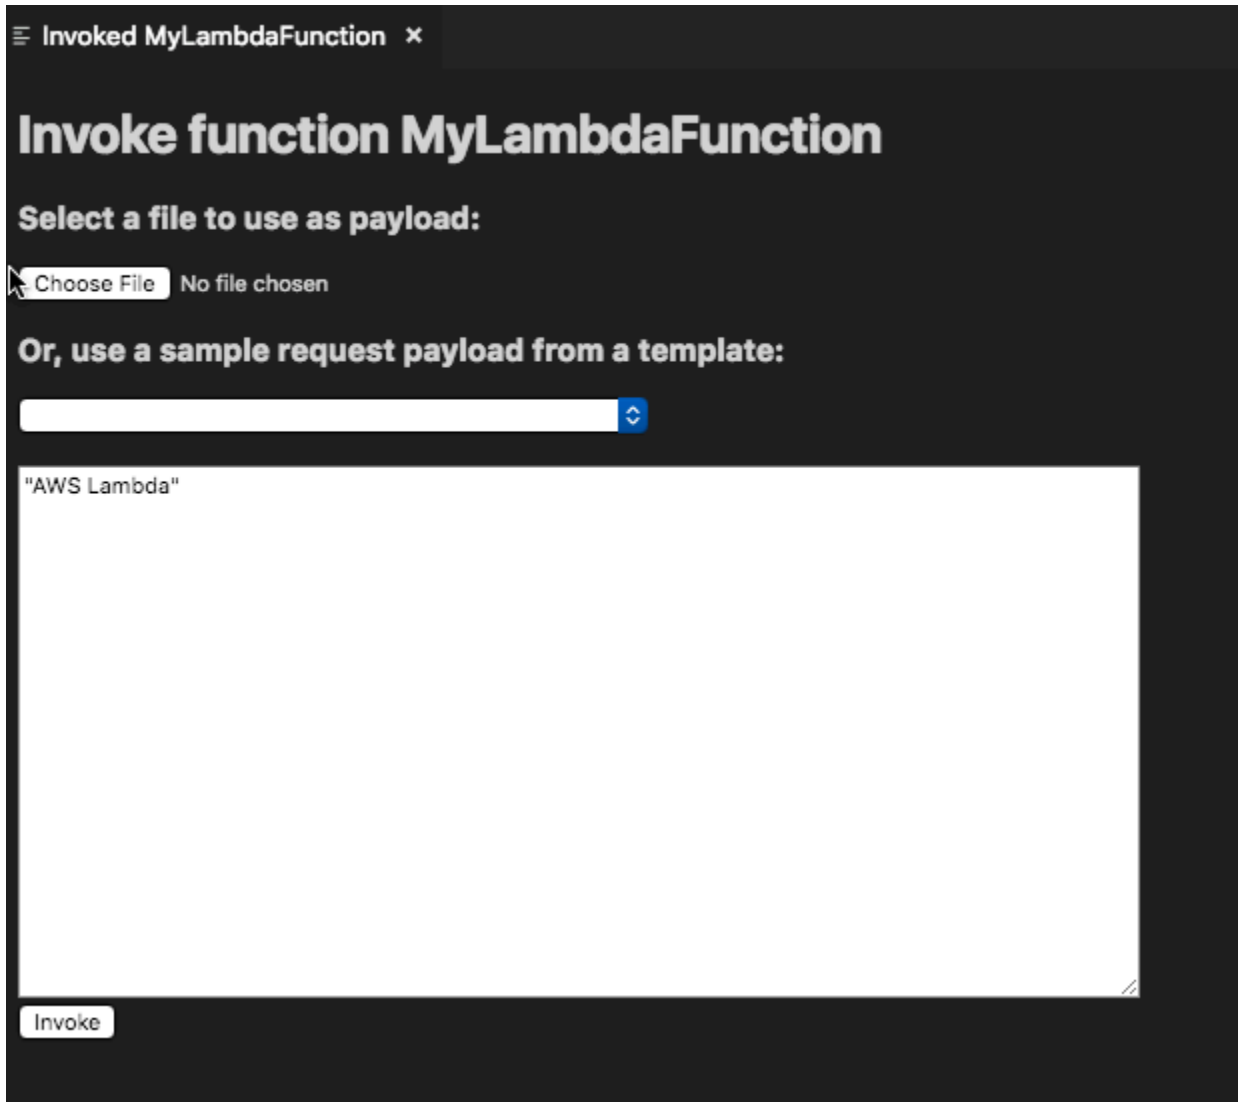 Invoked MyLambdaFunction ×
Invoke function MyLambdaFunction
Select a file to use as payload:
Choose File No file chosen
Or, use a sample request payload from a template:
"AWS Lambda"
Invoke